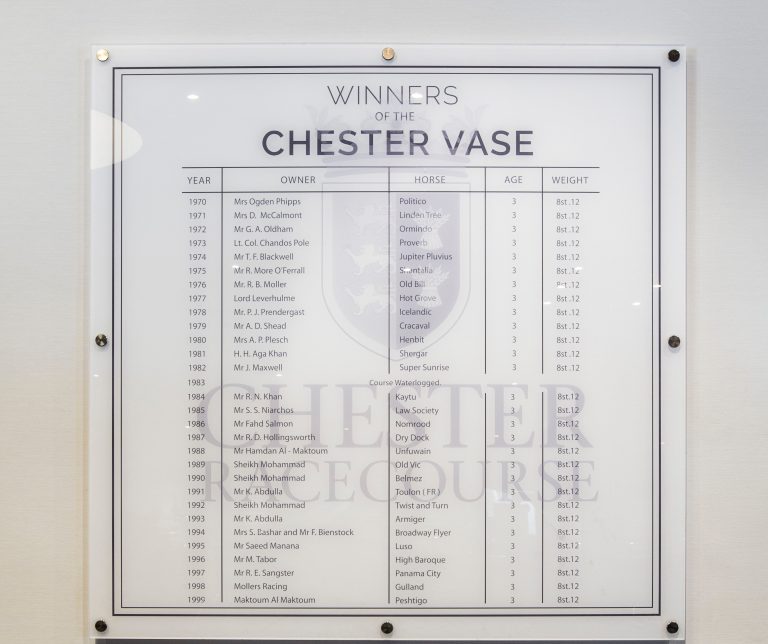 WINNERS
OF THE
CHESTER VASE
YEAR OWNER HORSE AGE WEIGHT
1970 Mrs Ogden Phipps Politico 3 8st .12
1971 Mrs D. McCalmont Linden Tree 3 8st .12
1972 Mr G. A. Oldham Ormindo 3 8st .12
1973 Lt. Col. Chandos Pole Proverb 3 8st .12
1974 Mr T. F. Blackwell Jupiter Pluvius 3 8st .12
1975 Mr R. More O'Ferrall Shantalla 3 8st .12
1976 Mr. R. B. Moller Old Bill 3 8st .12
1977 Lord Leverhulme Hot Grove 3 8st .12
1978 Mr. P. J. Prendergast Icelandic 3 8st .12
1979 Mr A. D. Shead Cracaval 3 8st .12
1980 Mrs A. P. Plesch Henbit 3 8st .12
1981 H. H. Aga Khan Shergar 3 8st .12
1982 Mr J. Maxwell Super Sunrise 3 8st .12
1983 Course Waterlogged.
1984 Mr R. N. Khan Kaytu 3 8st.12
1985 Mr S. S. Niarchos Law Society 3 8st.12
1986 Mr Fahd Salmon Nomrood 3 8st.12
1987 Mr R. D. Hollingsworth Dry Dock 3 8st.12
1988 Mr Hamdan Al - Maktoum Unfuwain 3 8st.12
1989 Sheikh Mohammad Old Vic 3 8st.12
1990 Sheikh Mohammad Belmez 3 8st.12
1991 Mr K. Abdulla Toulon ( FR ) 3 8st.12
1992 Sheikh Mohammad Twist and Turn 3 8st.12
1993 Mr K. Abdulla Armiger 3 8st.12
1994 Mrs S. Bashar and Mr F. Bienstock Broadway Flyer 3 8st.12
1995 Mr Saeed Manana Luso 3 8st.12
1996 Mr M. Tabor High Baroque 3 8st.12
1997 Mr R. E. Sangster Panama City 3 8st.12
1998 Mollers Racing Gulland 3 8st.12
1999 Maktoum Al Maktoum Peshtigo 3 8st.12
CHESTER
RACECOURSE